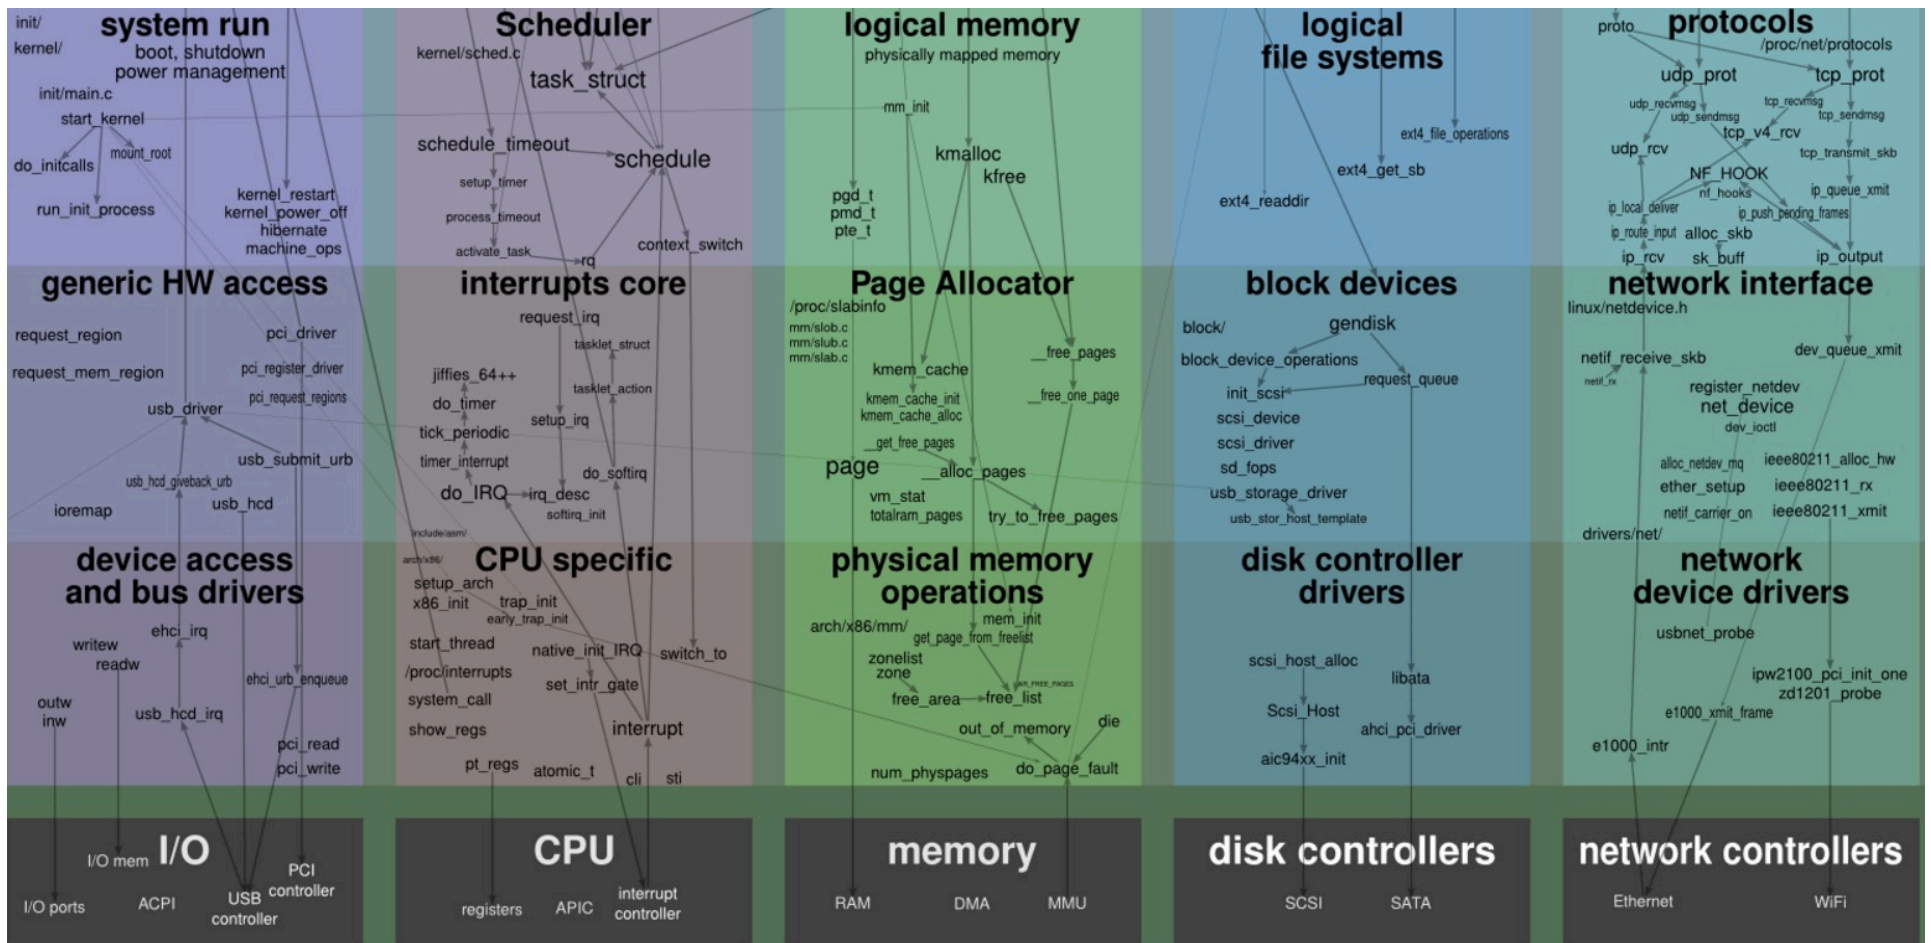 system run
init/
kernel/
boot, shutdown
power management
init/main.c
start_kernel
do_initcalls
mount_root
run_init_process
kernel_restart
kernel_power_off
hibernate
machine_ops
generic HW access
request_region
pci_driver
request_mem_region
pci_register_driver
pci_request_regions
usb_driver
usb_submit_urb
usb_hcd_giveback_urb
usb_hcd
ioremap
device access
and bus drivers
ehci_irq
writew
readw
ehci_urb_enqueue
outw
inw
usb_hcd_irq
pci_read
pci_write
I/O
I/O mem
PCI
controller
I/O ports
ACPI
USB
controller
Scheduler
kernel/sched.c
task_struct
schedule_timeout
schedule
setup_timer
process_timeout
activate_task
rq
context_switch
interrupts core
request_irq
tasklet_struct
jiffies_64++
tasklet_action
do_timer
setup_irq
tick_periodic
timer_interrupt
do_softirq
do_IRQ
irq_desc
softirq_init
include/asm/
CPU specific
arch/x86/
setup_arch
x86_init
trap_init
early_trap_init
start_thread
native_init_IRQ
switch_to
/proc/interrupts
set_intr_gate
system_call
show_regs
interrupt
pt_regs
atomic_t
cli
sti
CPU
registers
APIC
interrupt
controller
logical memory
physically mapped memory
mm_init
kmalloc
kfree
pgd_t
pmd_t
pte_t
Page Allocator
/proc/slabinfo
mm/slob.c
mm/slub.c
mm/slab.c
__free_pages
kmem_cache
kmem_cache_init
kmem_cache_alloc
__free_one_page
__get_free_pages
page
__alloc_pages
vm_stat
totalram_pages
try_to_free_pages
physical memory
operations
arch/x86/mm/
mem_init
get_page_from_freelist
zonelist
zone
free_area
free_list
out_of_memory
die
num_physpages
do_page_fault
memory
RAM
DMA
MMU
logical
file systems
ext4_file_operations
ext4_get_sb
ext4_readdir
block devices
block/
gendisk
block_device_operations
request_queue
init_scsi
scsi_device
scsi_driver
sd_fops
usb_storage_driver
usb_stor_host_template
disk controller
drivers
scsi_host_alloc
libata
Scsi_Host
ahci_pci_driver
aic94xx_init
disk controllers
SCSI
SATA
protocols
proto
/proc/net/protocols
udp_prot
tcp_prot
udp_recvmsg
udp_sendmsg
tcp_recvmsg
tcp_sendmsg
tcp_v4_rcv
udp_rcv
tcp_transmit_skb
NF_HOOK
nf_hooks
ip_queue_xmit
ip_local_deliver
ip_push_pending_frames
ip_route_input
alloc_skb
ip_rcv
sk_buff
ip_output
network interface
linux/netdevice.h
netif_receive_skb
dev_queue_xmit
netif_rx
register_netdev
net_device
dev_ioctl
alloc_netdev_mq
ieee80211_alloc_hw
ether_setup
ieee80211_rx
netif_carrier_on
ieee80211_xmit
drivers/net/
network
device drivers
usbnet_probe
ipw2100_pci_init_one
zd1201_probe
e1000_xmit_frame
e1000_intr
network controllers
Ethernet
WiFi